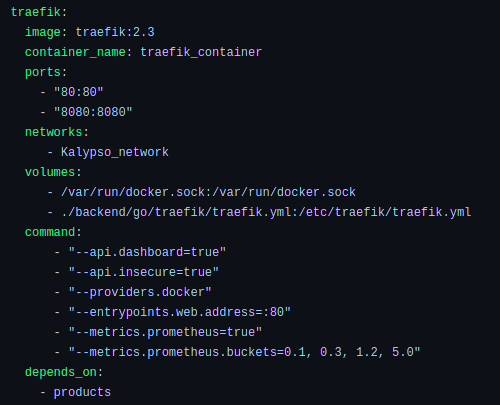 traefik:
  image: traefik:2.3
  container_name: traefik_container
  ports:
    - "80:80"
    - "8080:8080"
  networks:
     - Kalypso_network
  volumes:
     - /var/run/docker.sock:/var/run/docker.sock
     - ./backend/go/traefik/traefik.yml:/etc/traefik/traefik.yml
  command:
      - "--api.dashboard=true"
      - "--api.insecure=true"
      - "--providers.docker"
      - "--entrypoints.web.address=:80"
      - "--metrics.prometheus=true"
      - "--metrics.prometheus.buckets=0.1, 0.3, 1.2, 5.0"
  depends_on:
    - products